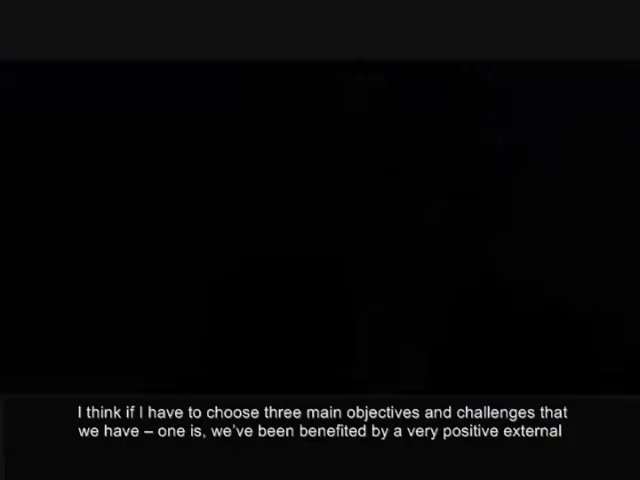 I think if I have to choose three main objectives and challenges that
we have – one is, we've been benefited by a very positive external